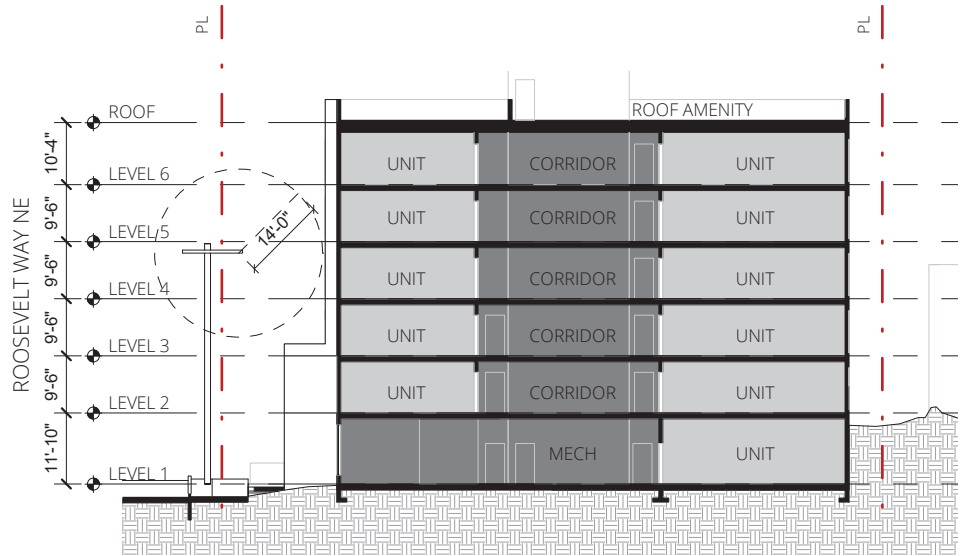 PL
PL
ROOF
ROOF AMENITY
10'-4"
UNIT
CORRIDOR
UNIT
LEVEL 6
9'-6"
UNIT
CORRIDOR
UNIT
14'-0"
LEVEL 5
9'-6"
UNIT
CORRIDOR
UNIT
LEVEL 4
ROOSEVELT WAY NE
9'-6"
UNIT
CORRIDOR
UNIT
LEVEL 3
9'-6"
UNIT
CORRIDOR
UNIT
LEVEL 2
11'-10"
MECH
UNIT
LEVEL 1